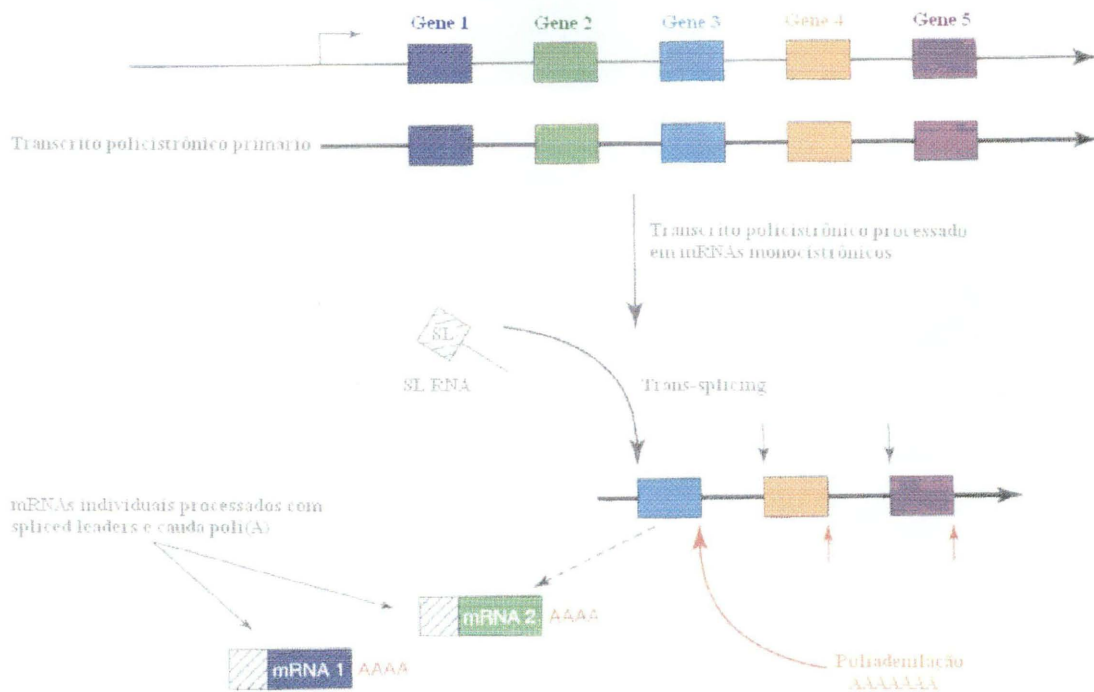 Gene 1 Gene 2 Gene 3 Gene 4 Gene 5
Transcrito policistrônico primário
Transcrito policistrônico processado
em mRNAs monocistrônicos
SL
SL RNA
Trans-splicing
mRNAs individuais processados com
spliced leaders e cauda poli(A)
mRNA 2 AAAA
mRNA 1 AAAA
Poliadenilação
AAAAAAA